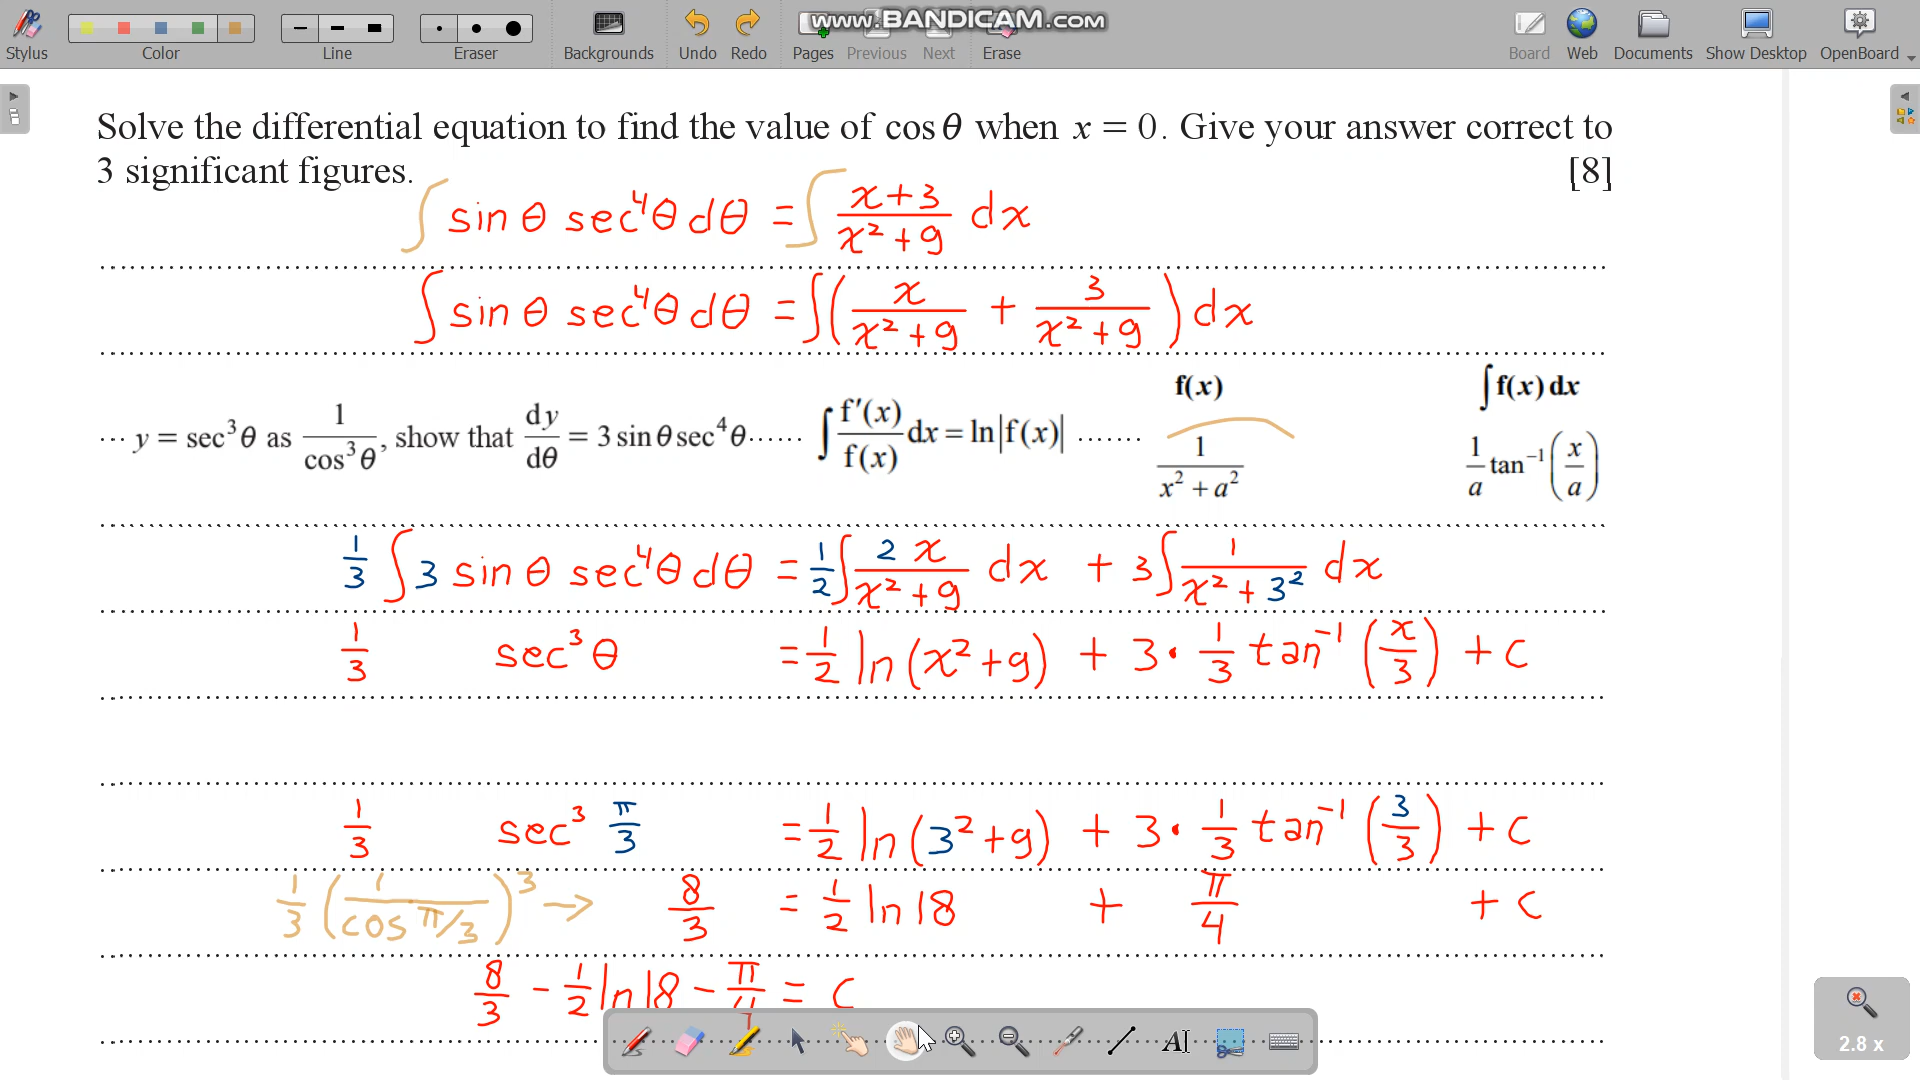 www.BANDICAM.com
Stylus Color Line Eraser Backgrounds Undo Redo Pages Previous Next Erase Board Web Documents Show Desktop OpenBoard
Solve the differential equation to find the value of cos θ when x = 0. Give your answer correct to
3 significant figures. [8]
∫ sin θ sec⁴θ dθ = ∫ (x+3)/(x²+9) dx
∫ sin θ sec⁴θ dθ = ∫( x/(x²+9) + 3/(x²+9) ) dx
f(x) ∫f(x) dx
y = sec³θ as 1/cos³θ, show that dy/dθ = 3 sin θ sec⁴θ ∫ f′(x)/f(x) dx = ln|f(x)| 1/(x² + a²) 1/a tan⁻¹(x/a)
1/3 ∫ 3 sin θ sec⁴θ dθ = 1/2 ∫ 2x/(x²+9) dx + 3∫ 1/(x²+3²) dx
1/3 sec³θ = 1/2 ln(x²+9) + 3·1/3 tan⁻¹(x/3) + c
1/3 sec³ π/3 = 1/2 ln(3²+9) + 3·1/3 tan⁻¹(3/3) + c
1/3 (1/cos π/3)³ → 8/3 = 1/2 ln 18 + π/4 + c
8/3 − 1/2 ln 18 − π/4 = c
AI
2.8 x